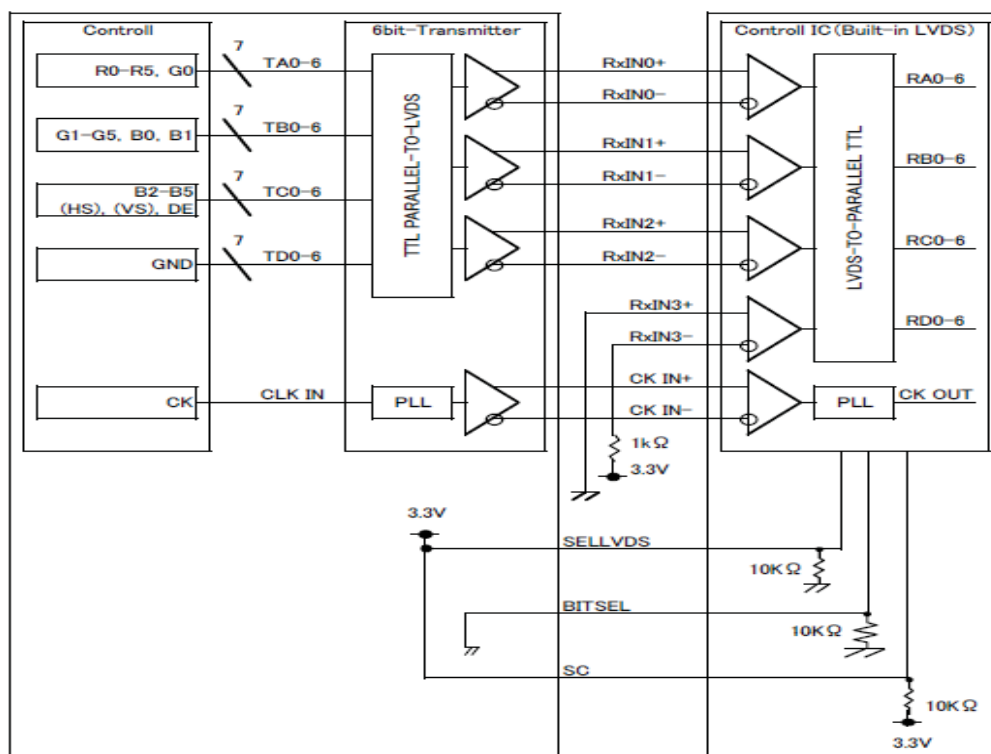 Controll
6bit-Transmitter
Controll IC(Built-in LVDS)
R0-R5, G0
7
TA0-6
RxIN0+
RxIN0-
RA0-6
G1-G5, B0, B1
7
TB0-6
RxIN1+
RxIN1-
RB0-6
B2-B5
(HS), (VS), DE
7
TC0-6
RxIN2+
RxIN2-
RC0-6
GND
7
TD0-6
RxIN3+
RxIN3-
RD0-6
TTL PARALLEL-TO-LVDS
LVDS-TO-PARALLEL TTL
CK
CLK IN
PLL
CK IN+
CK IN-
PLL
CK OUT
1kΩ
3.3V
3.3V
SELLVDS
10KΩ
BITSEL
10KΩ
SC
10KΩ
3.3V